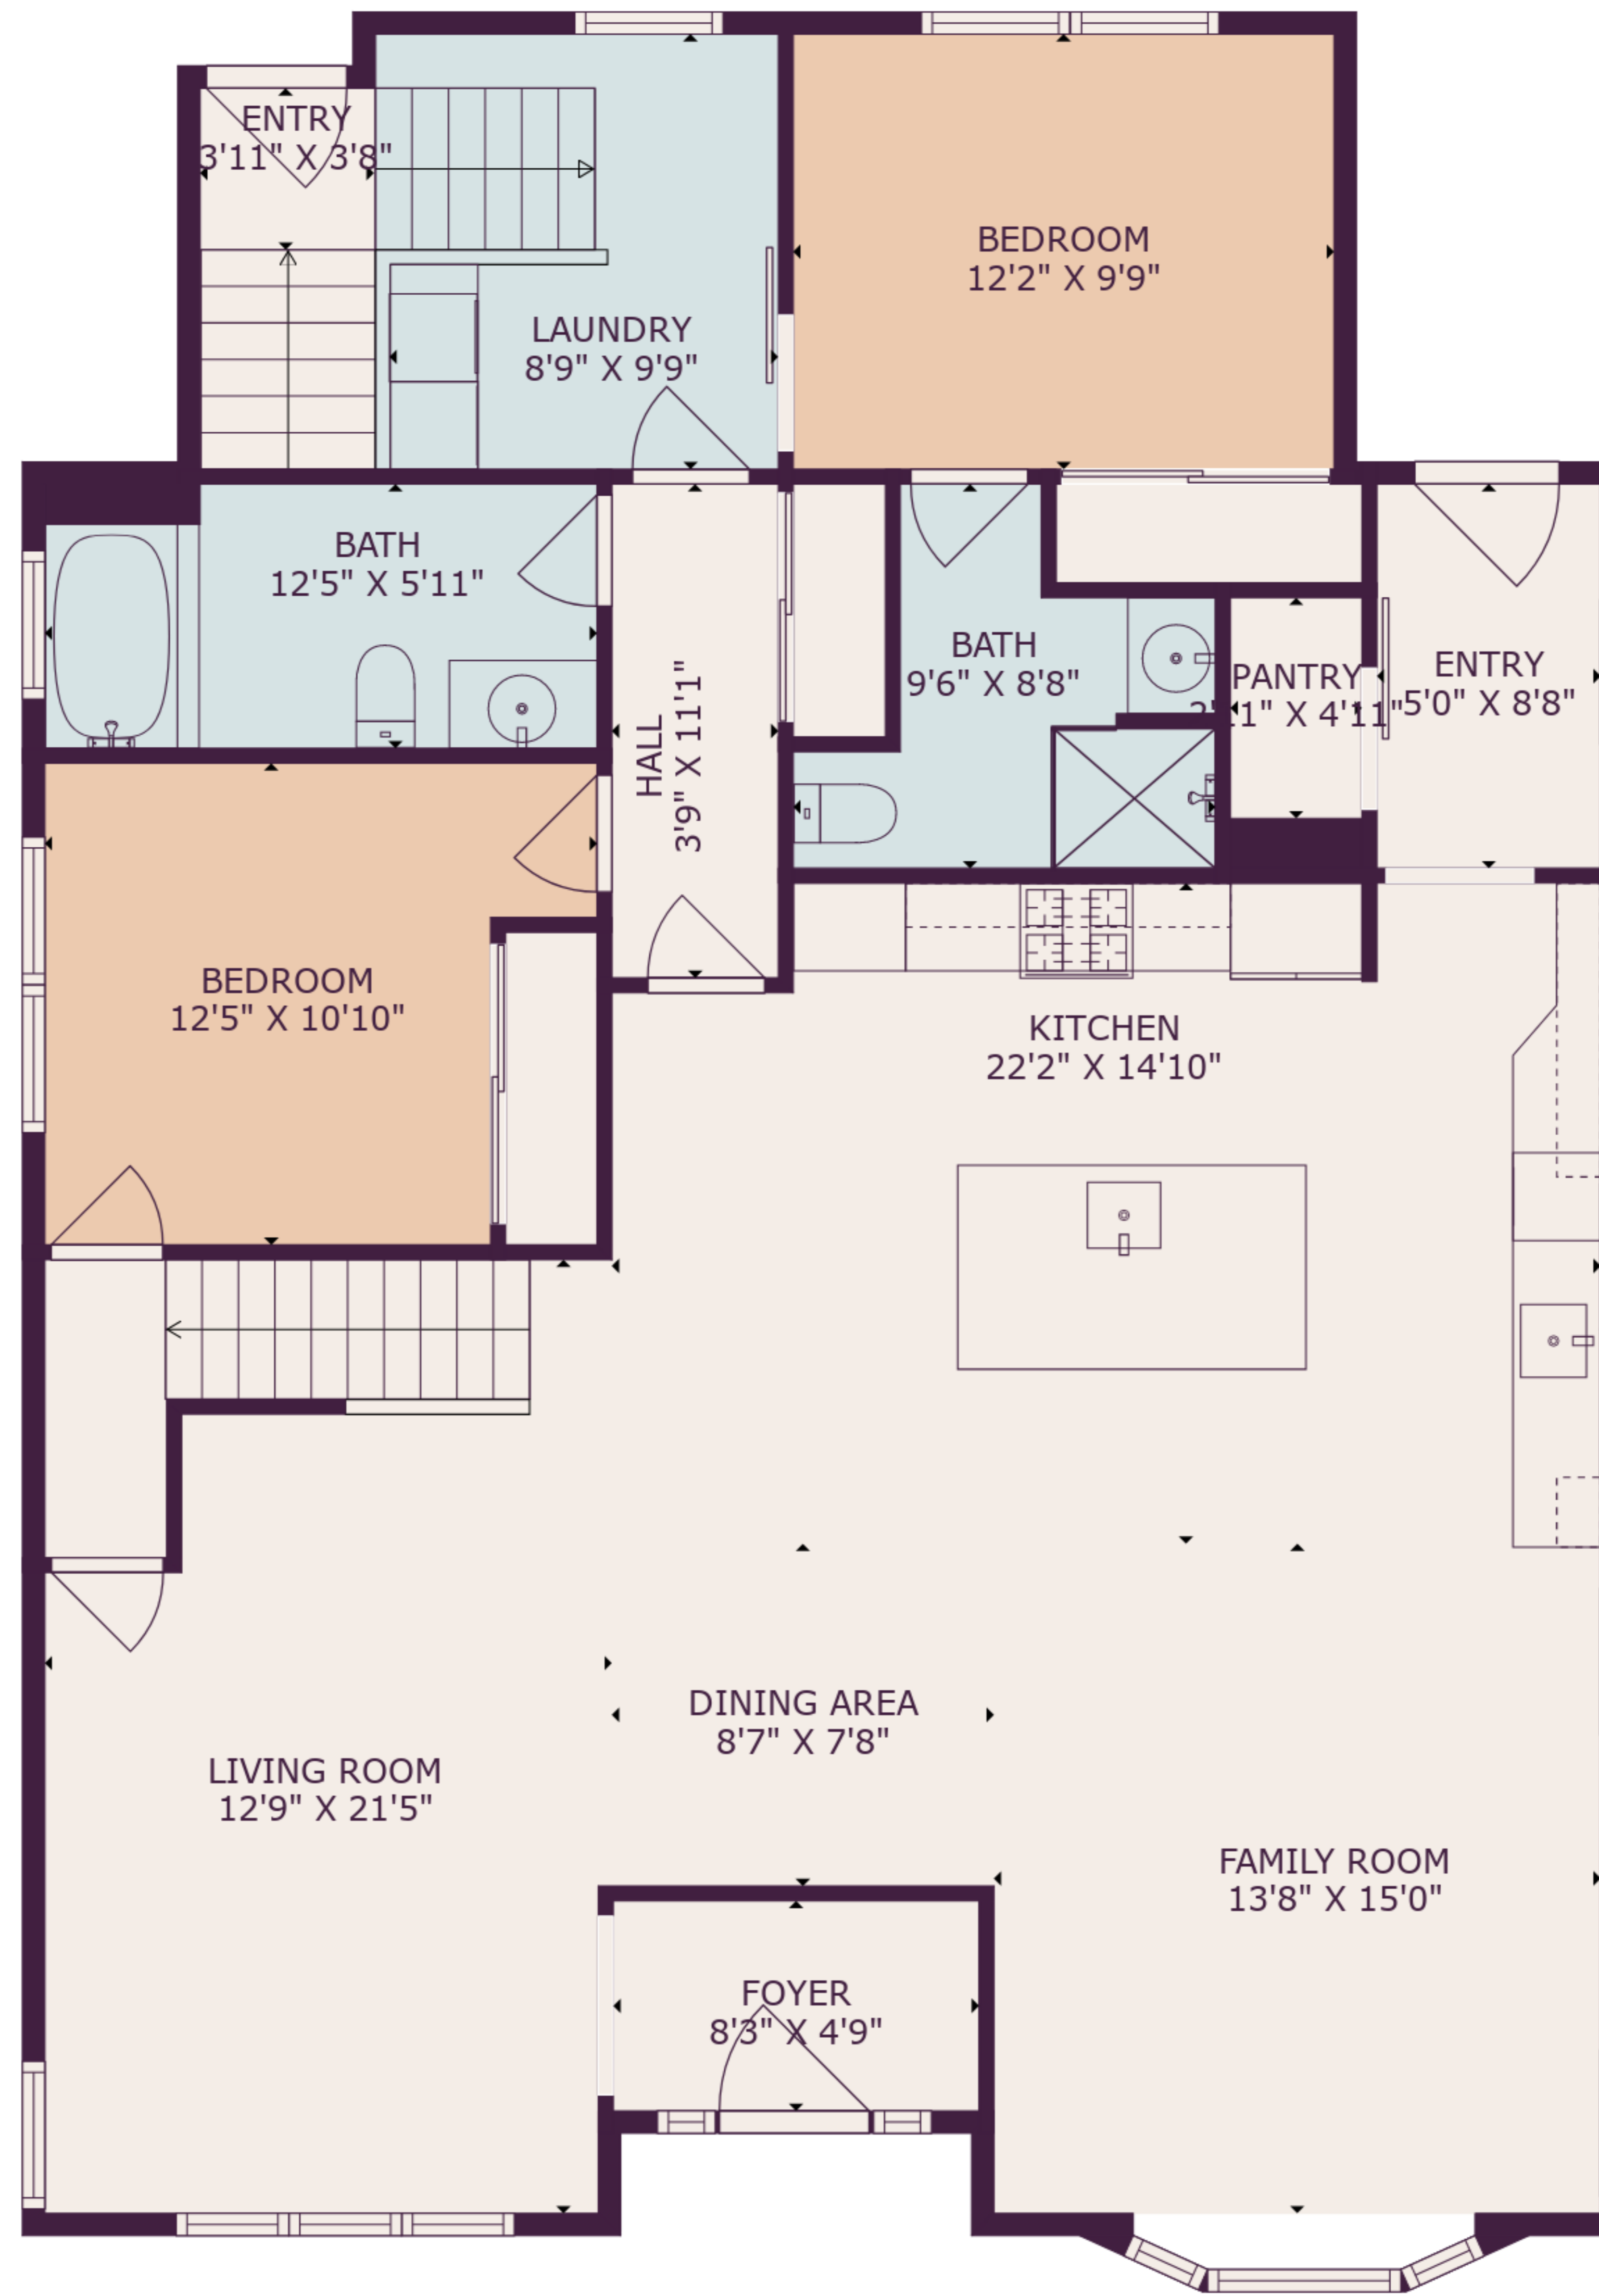 ENTRY
3'11" X 3'8"
BEDROOM
12'2" X 9'9"
LAUNDRY
8'9" X 9'9"
BATH
12'5" X 5'11"
BATH
9'6" X 8'8"
PANTRY
X 4'11"
ENTRY
5'0" X 8'8"
HALL
3'9" X 11'1"
BEDROOM
12'5" X 10'10"
KITCHEN
22'2" X 14'10"
DINING AREA
8'7" X 7'8"
LIVING ROOM
12'9" X 21'5"
FAMILY ROOM
13'8" X 15'0"
FOYER
8'3" X 4'9"